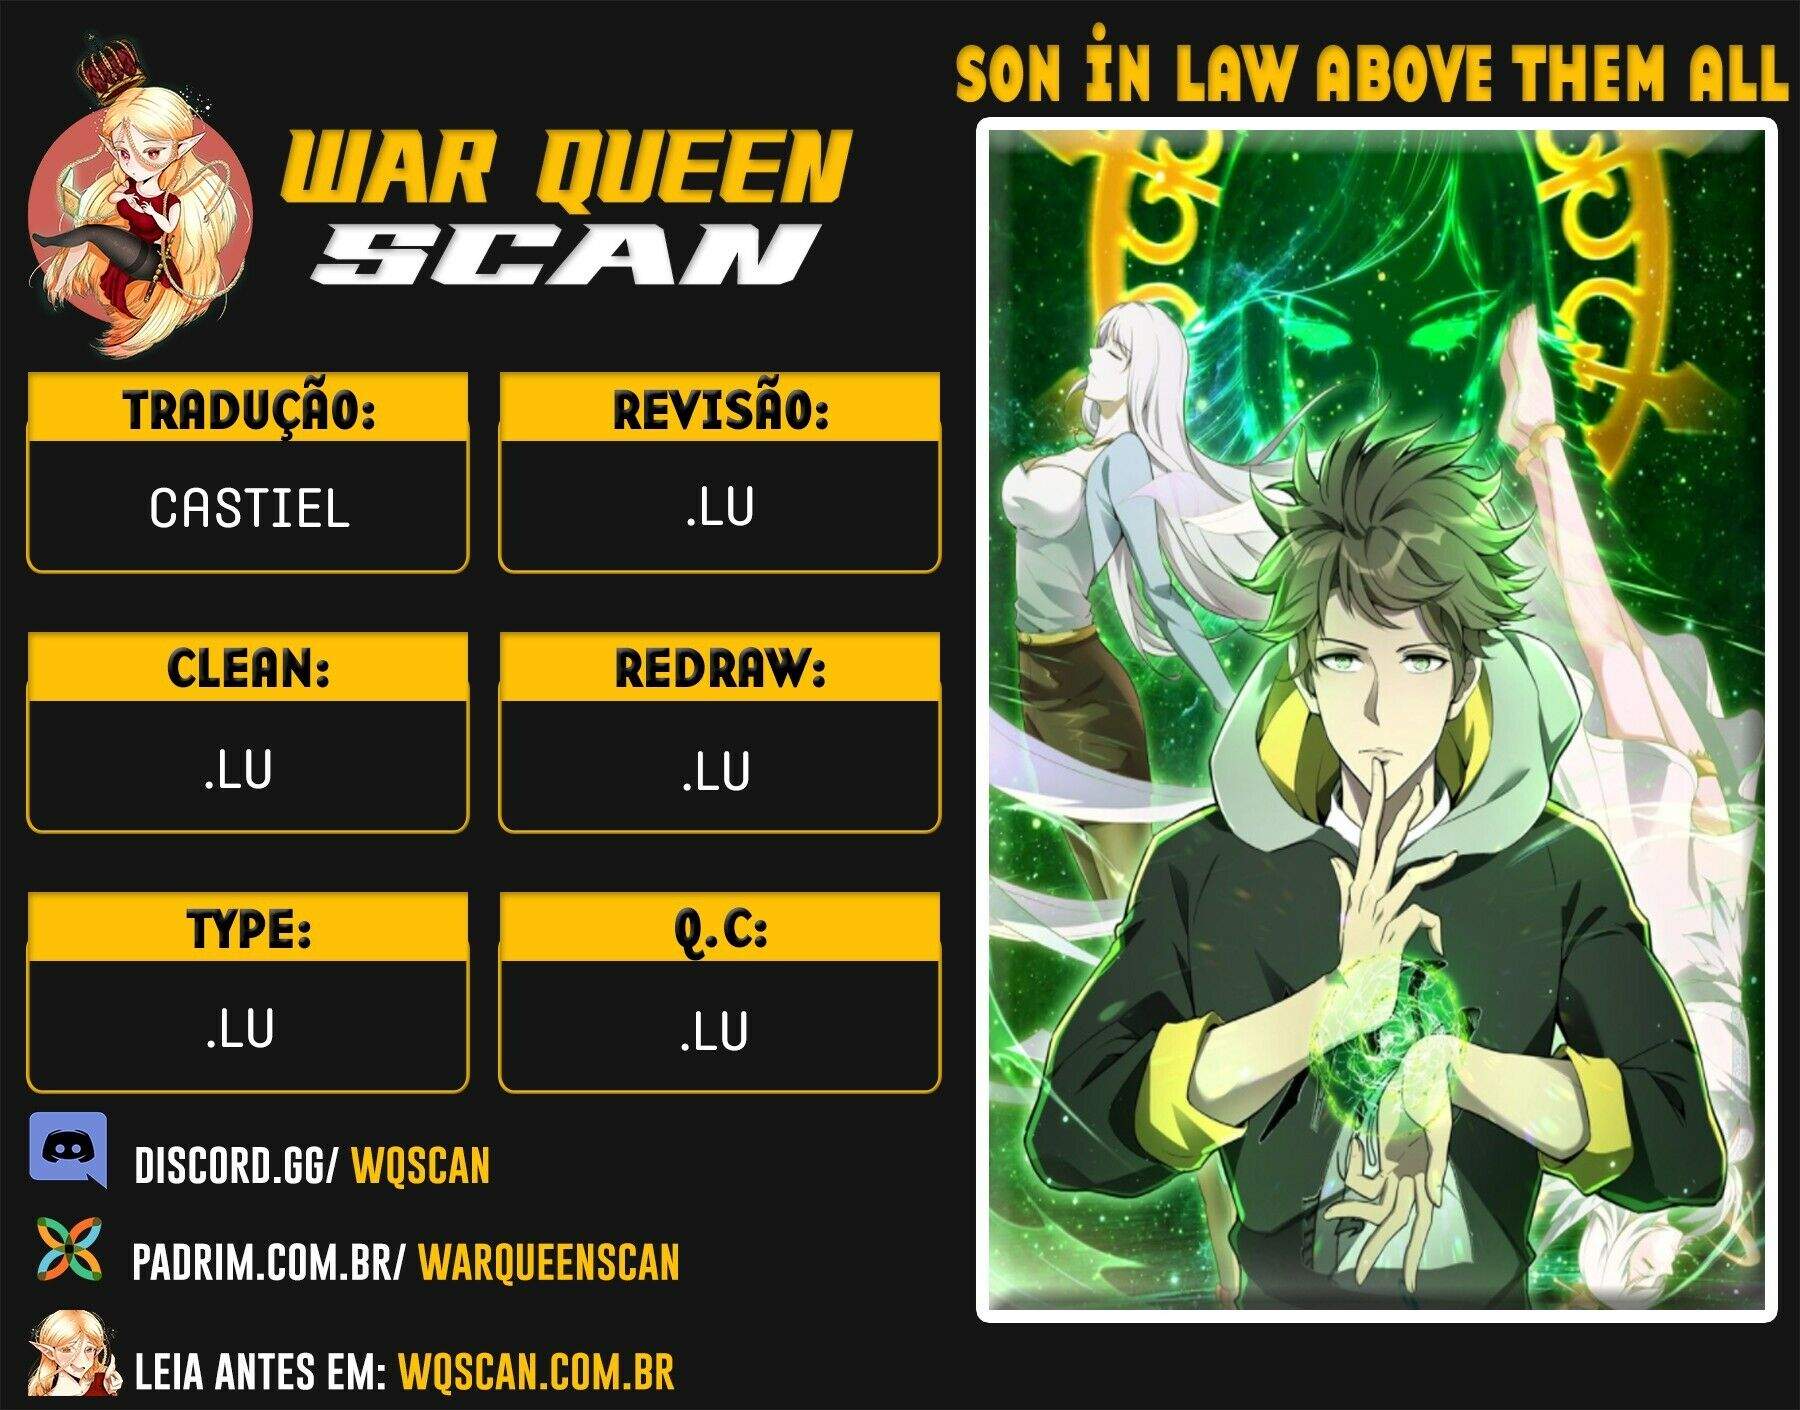 WAR QUEEN
SCAN
SON IN LAW ABOVE THEM ALL
TRADUÇÃO:
CASTIEL
REVISÃO:
.LU
CLEAN:
.LU
REDRAW:
.LU
TYPE:
.LU
Q.C:
.LU
DISCORD.GG/ WQSCAN
PADRIM.COM.BR/ WARQUEENSCAN
LEIA ANTES EM: WQSCAN.COM.BR